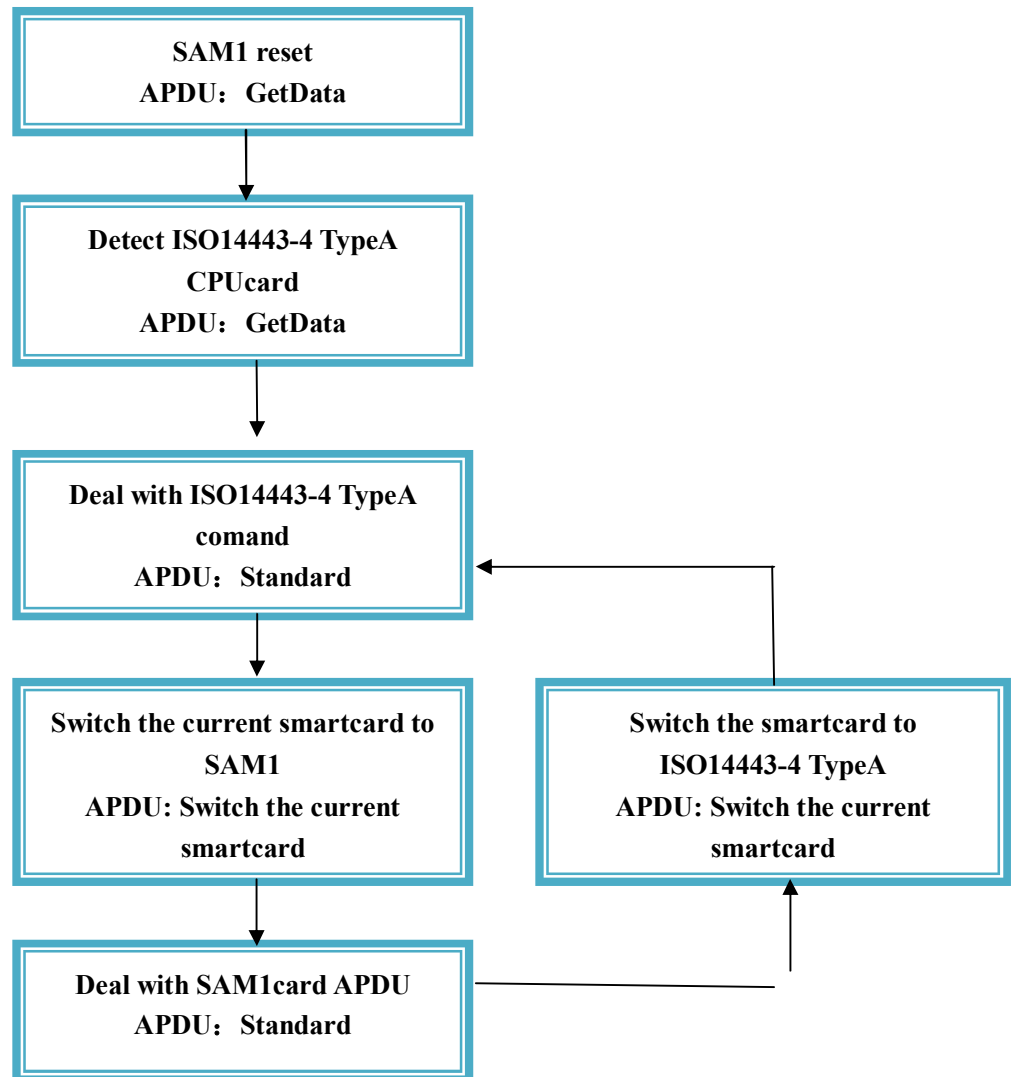 SAM1 reset
APDU：GetData
Detect ISO14443-4 TypeA
CPUcard
APDU：GetData
Deal with ISO14443-4 TypeA
comand
APDU：Standard
Switch the current smartcard to
SAM1
APDU: Switch the current
smartcard
Switch the smartcard to
ISO14443-4 TypeA
APDU: Switch the current
smartcard
Deal with SAM1card APDU
APDU：Standard